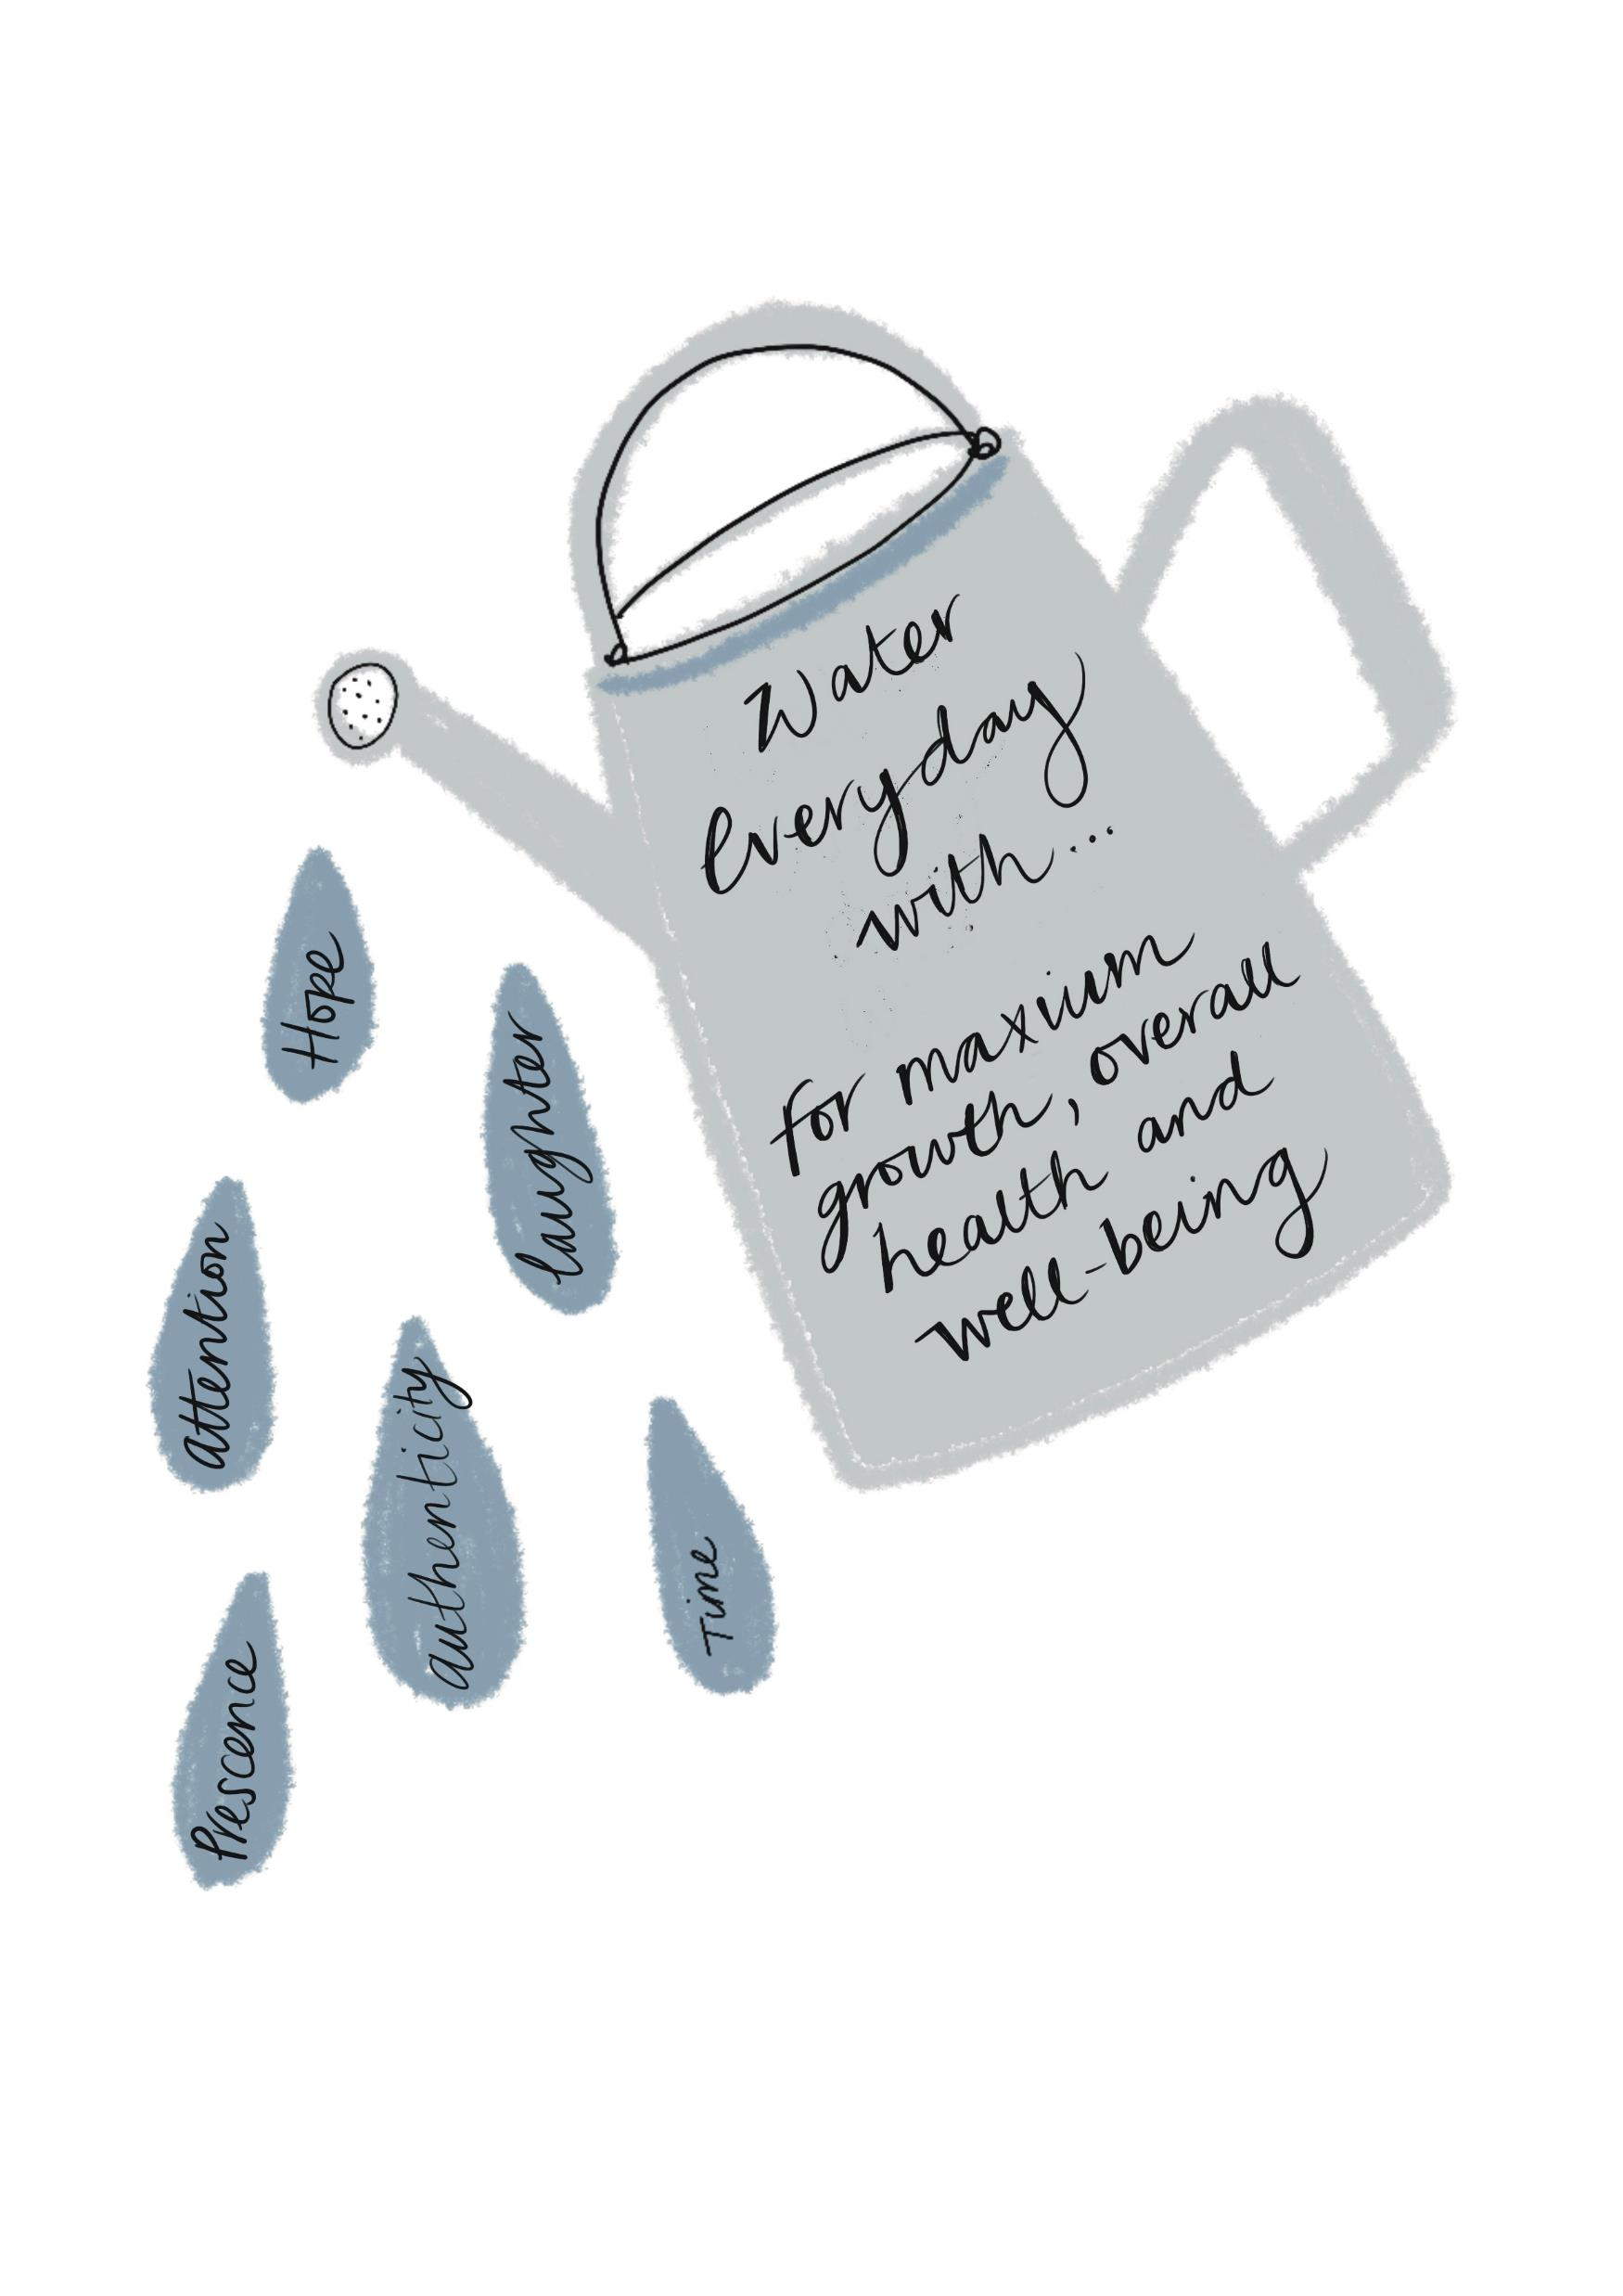 Water
everyday
with...
for maxium
growth, overall
health and
well-being
Hope
laughter
attention
authenticity
Time
Prescence